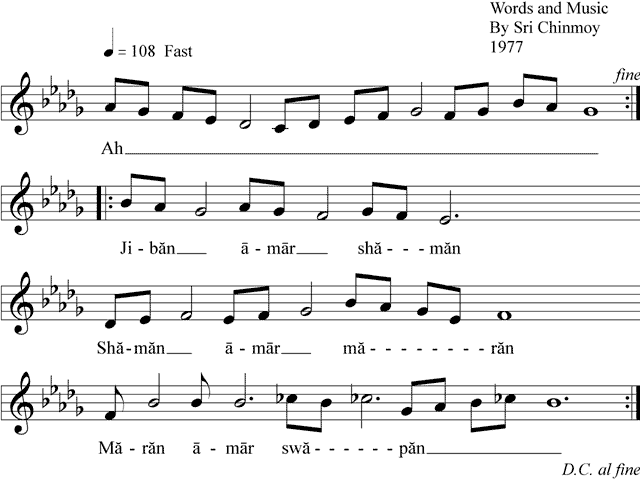 Words and Music
By Sri Chinmoy
1977
= 108 Fast
fine
Ah
Ji-băn ā-mār shă---măn
Shă-măn ā-mār mă--------răn
Mă-răn ā-mār swă------păn
D.C. al fine